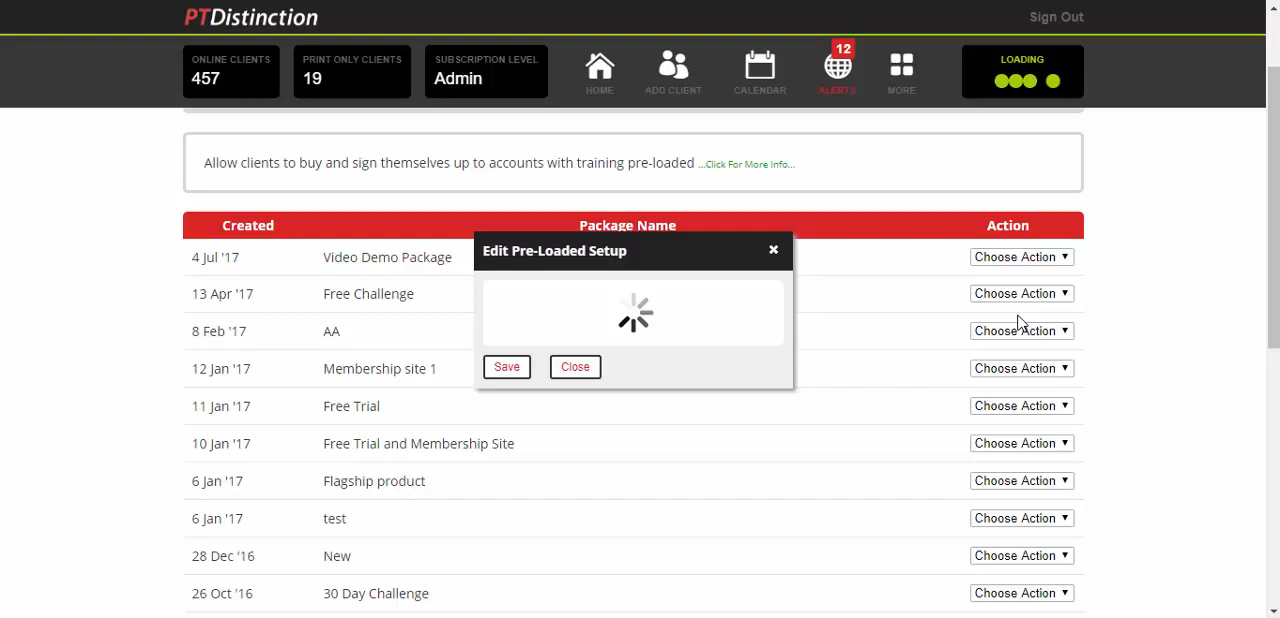 PTDistinction
Sign Out
ONLINE CLIENTS
457
PRINT ONLY CLIENTS
19
SUBSCRIPTION LEVEL
Admin
HOME
ADD CLIENT
CALENDAR
12
ALERTS
MORE
LOADING
Allow clients to buy and sign themselves up to accounts with training pre-loaded ...Click For More Info...
Created Package Name Action
Edit Pre-Loaded Setup
Save Close
4 Jul '17 Video Demo Package Choose Action
13 Apr '17 Free Challenge Choose Action
8 Feb '17 AA Choose Action
12 Jan '17 Membership site 1 Choose Action
11 Jan '17 Free Trial Choose Action
10 Jan '17 Free Trial and Membership Site Choose Action
6 Jan '17 Flagship product Choose Action
6 Jan '17 test Choose Action
28 Dec '16 New Choose Action
26 Oct '16 30 Day Challenge Choose Action